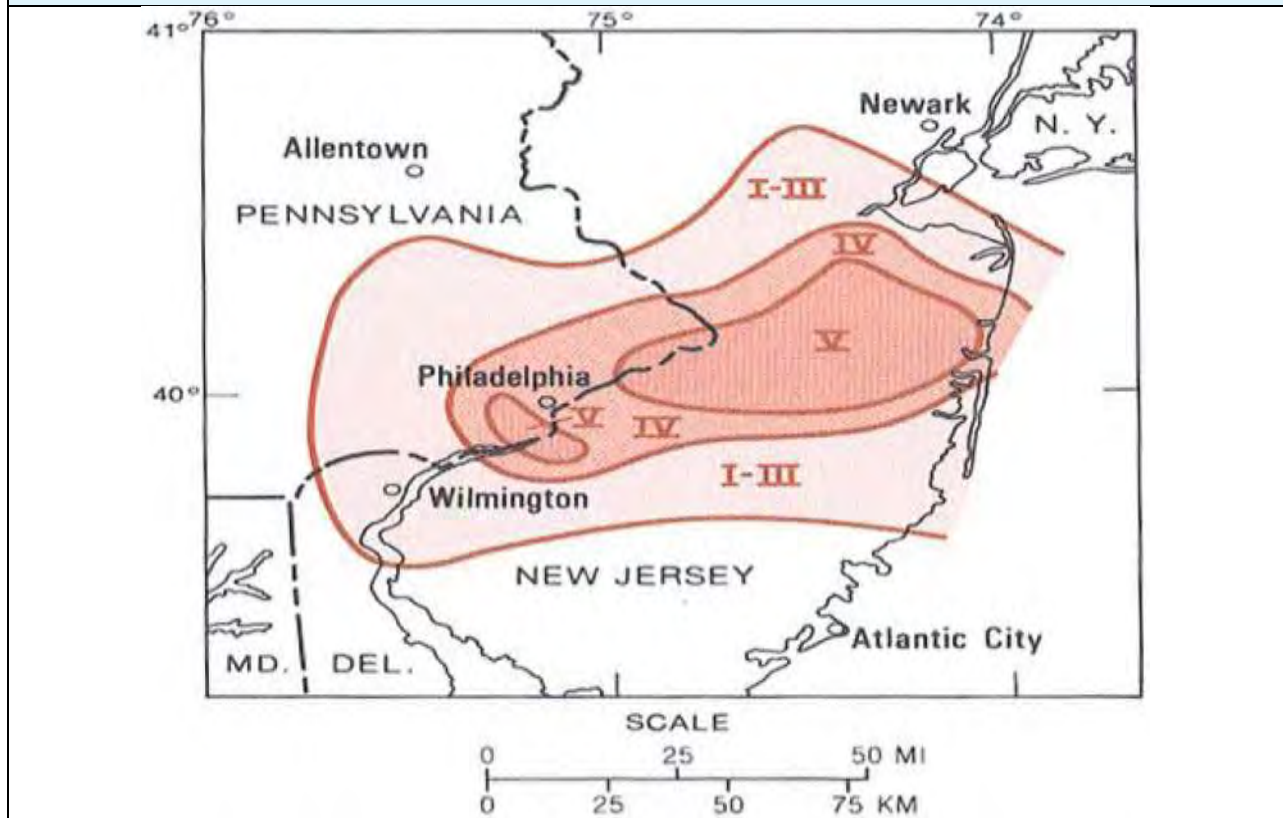 76° 75° 74°
41°
Newark
N. Y.
Allentown
I-III
PENNSYLVANIA
IV
V
Philadelphia
40°
V IV
I-III
Wilmington
NEW JERSEY
Atlantic City
MD. DEL.
SCALE
0 25 50 MI
0 25 50 75 KM